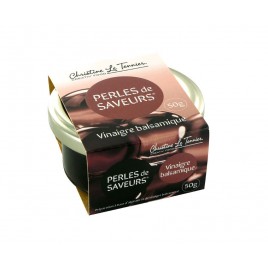 Christine Le Tennier
PERLES de
SAVEURS
50g
Vinaigre balsamique
Christine Le Tennier
PERLES DE
SAVEURS
Vinaigre
balsamique
50g